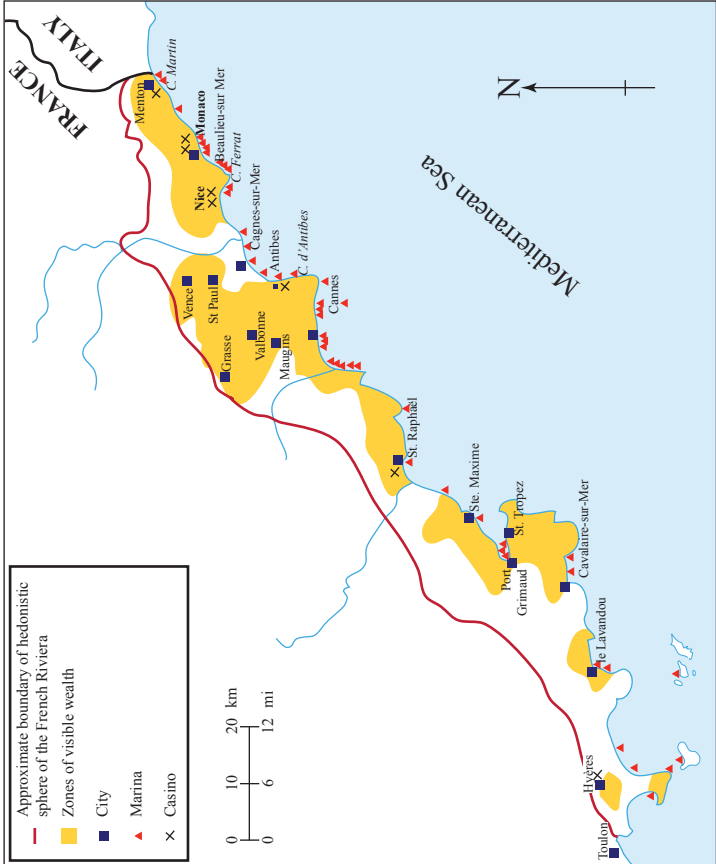 Approximate boundary of hedonistic
sphere of the French Riviera
Zones of visible wealth
City
Marina
Casino
0 10 20 km
0 6 12 mi
FRANCE
ITALY
N
Mediterranean Sea
Menton
C. Martin
Monaco
Beaulieu-sur Mer
C. Ferrat
Nice
Cagnes-sur-Mer
Antibes
C. d'Antibes
Vence
St Paul
Valbonne
Maugins
Grasse
Cannes
St. Raphaël
Ste. Maxime
St. Tropez
Port
Grimaud
Cavalaire-sur-Mer
le Lavandou
Hyères
Toulon